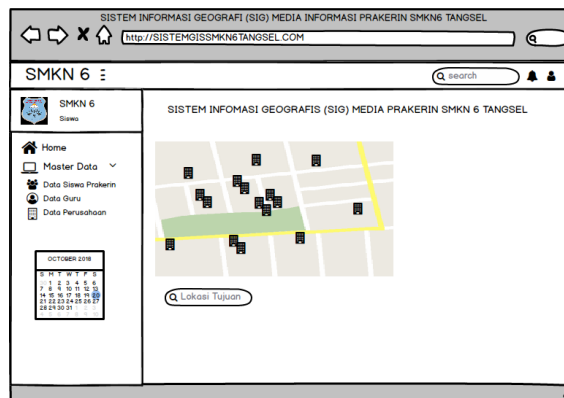 SISTEM INFORMASI GEOGRAFI (SIG) MEDIA INFORMASI PRAKERIN SMKN6 TANGSEL
http://SISTEMGISSMKN6TANGSEL.COM
SMKN 6
search
SMKN 6
Siswa
SISTEM INFOMASI GEOGRAFIS (SIG) MEDIA PRAKERIN SMKN 6 TANGSEL
Home
Master Data
Data Siswa Prakerin
Data Guru
Data Perusahaan
Lokasi Tujuan
OCTOBER 2018
S M T W T F S
30 1 2 3 4 5 6
7 8 9 10 11 12 13
14 15 16 17 18 19 20
21 22 23 24 25 26 27
28 29 30 31